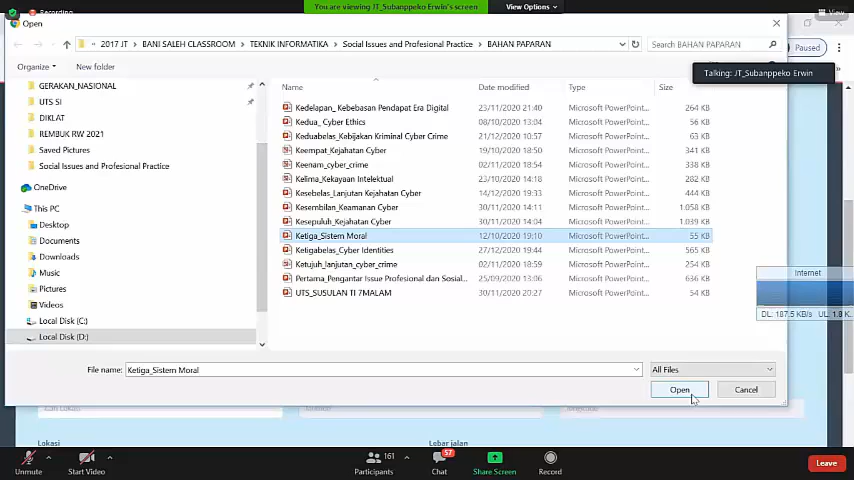 Recording
You are viewing JT_Subanppeko Erwin's screen
View Options
View
Open
2017 JT > BANI SALEH CLASSROOM > TEKNIK INFORMATIKA > Social Issues and Profesional Practice > BAHAN PAPARAN
Search BAHAN PAPARAN
Paused
Organize
New folder
Talking: JT_Subanppeko Erwin
Name
Date modified
Type
Size
GERAKAN_NASIONAL
UTS SI
DIKLAT
REMBUK RW 2021
Saved Pictures
Social Issues and Profesional Practice
OneDrive
This PC
Desktop
Documents
Downloads
Music
Pictures
Videos
Local Disk (C:)
Local Disk (D:)
Kedelapan_ Kebebasan Pendapat Era Digital 23/11/2020 21:40 Microsoft PowerPoint... 264 KB
Kedua_ Cyber Ethics 08/10/2020 13:04 Microsoft PowerPoint... 56 KB
Keduabelas_Kebijakan Kriminal Cyber Crime 21/12/2020 10:57 Microsoft PowerPoint... 63 KB
Keempat_Kejahatan Cyber 19/10/2020 18:50 Microsoft PowerPoint... 341 KB
Keenam_cyber_crime 02/11/2020 18:54 Microsoft PowerPoint... 338 KB
Kelima_Kekayaan Intelektual 23/10/2020 14:18 Microsoft PowerPoint... 282 KB
Kesebelas_Lanjutan Kejahatan Cyber 14/12/2020 19:33 Microsoft PowerPoint... 444 KB
Kesembilan_Keamanan Cyber 30/11/2020 14:11 Microsoft PowerPoint... 1.058 KB
Kesepuluh_Kejahatan Cyber 30/11/2020 14:04 Microsoft PowerPoint... 1.039 KB
Ketiga_Sistem Moral 12/10/2020 19:10 Microsoft PowerPoint... 55 KB
Ketigabelas_Cyber Identities 27/12/2020 19:44 Microsoft PowerPoint... 565 KB
Ketujuh_lanjutan_cyber_crime 02/11/2020 18:59 Microsoft PowerPoint... 254 KB
Pertama_Pengantar Issue Profesional dan Sosial... 25/09/2020 13:06 Microsoft PowerPoint... 636 KB
UTS_SUSULAN TI 7MALAM 30/11/2020 20:27 Microsoft PowerPoint... 54 KB
Internet
DL: 187.5 KB/s UL: 1.8 K...
File name: Ketiga_Sistem Moral
All Files
Open
Cancel
Lokasi
Lebar jalan
Unmute
Start Video
161
Participants
57
Chat
Share Screen
Record
Leave